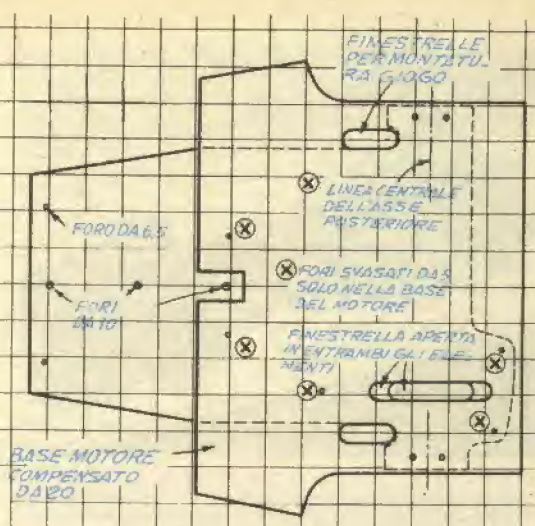 FINESTRELLE
PER MONTATU-
RA GIOGO
LINEA CENTRALE
DELL'ASSE
POSTERIORE
FORO DA 6,5
FORI SVASATI DA 5
SOLO NELLA BASE
DEL MOTORE
FORI
DA 10
FINESTRELLA APERTA
IN ENTRAMBI GLI ELE-
MENTI
BASE MOTORE
COMPENSATO
DA 20